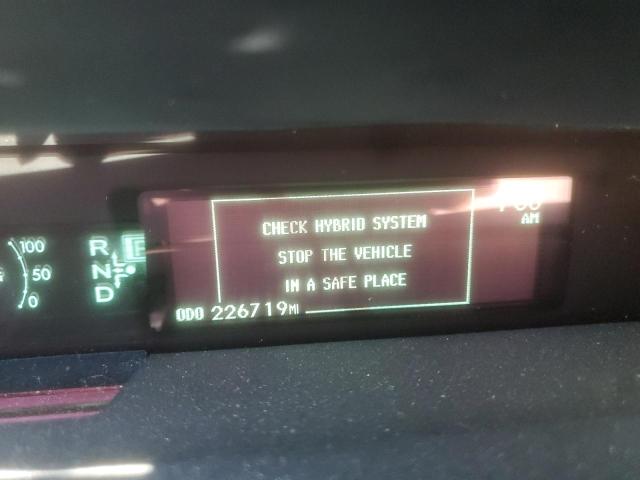 AM
CHECK HYBRID SYSTEM
STOP THE VEHICLE
IN A SAFE PLACE
ODO 226719MI
100
50
0
R
N
D